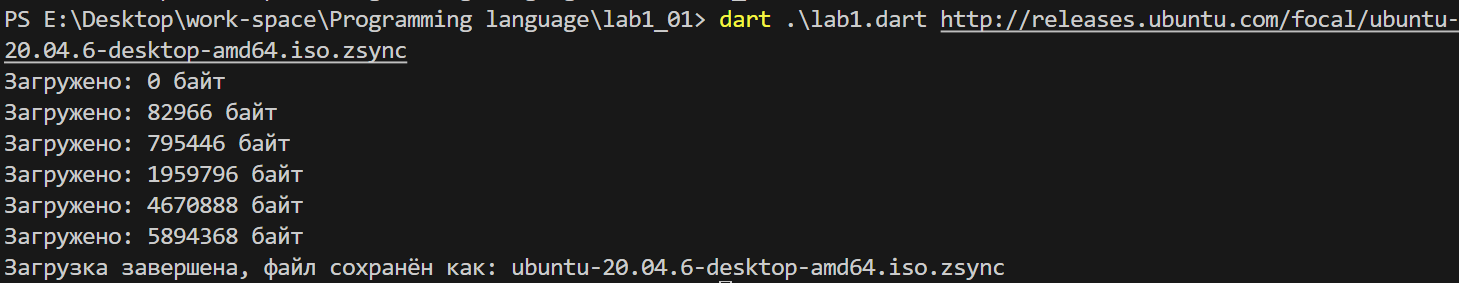 PS E:\Desktop\work-space\Programming language\lab1_01> dart .\lab1.dart http://releases.ubuntu.com/focal/ubuntu-
20.04.6-desktop-amd64.iso.zsync
Загружено: 0 байт
Загружено: 82966 байт
Загружено: 795446 байт
Загружено: 1959796 байт
Загружено: 4670888 байт
Загружено: 5894368 байт
Загрузка завершена, файл сохранён как: ubuntu-20.04.6-desktop-amd64.iso.zsync